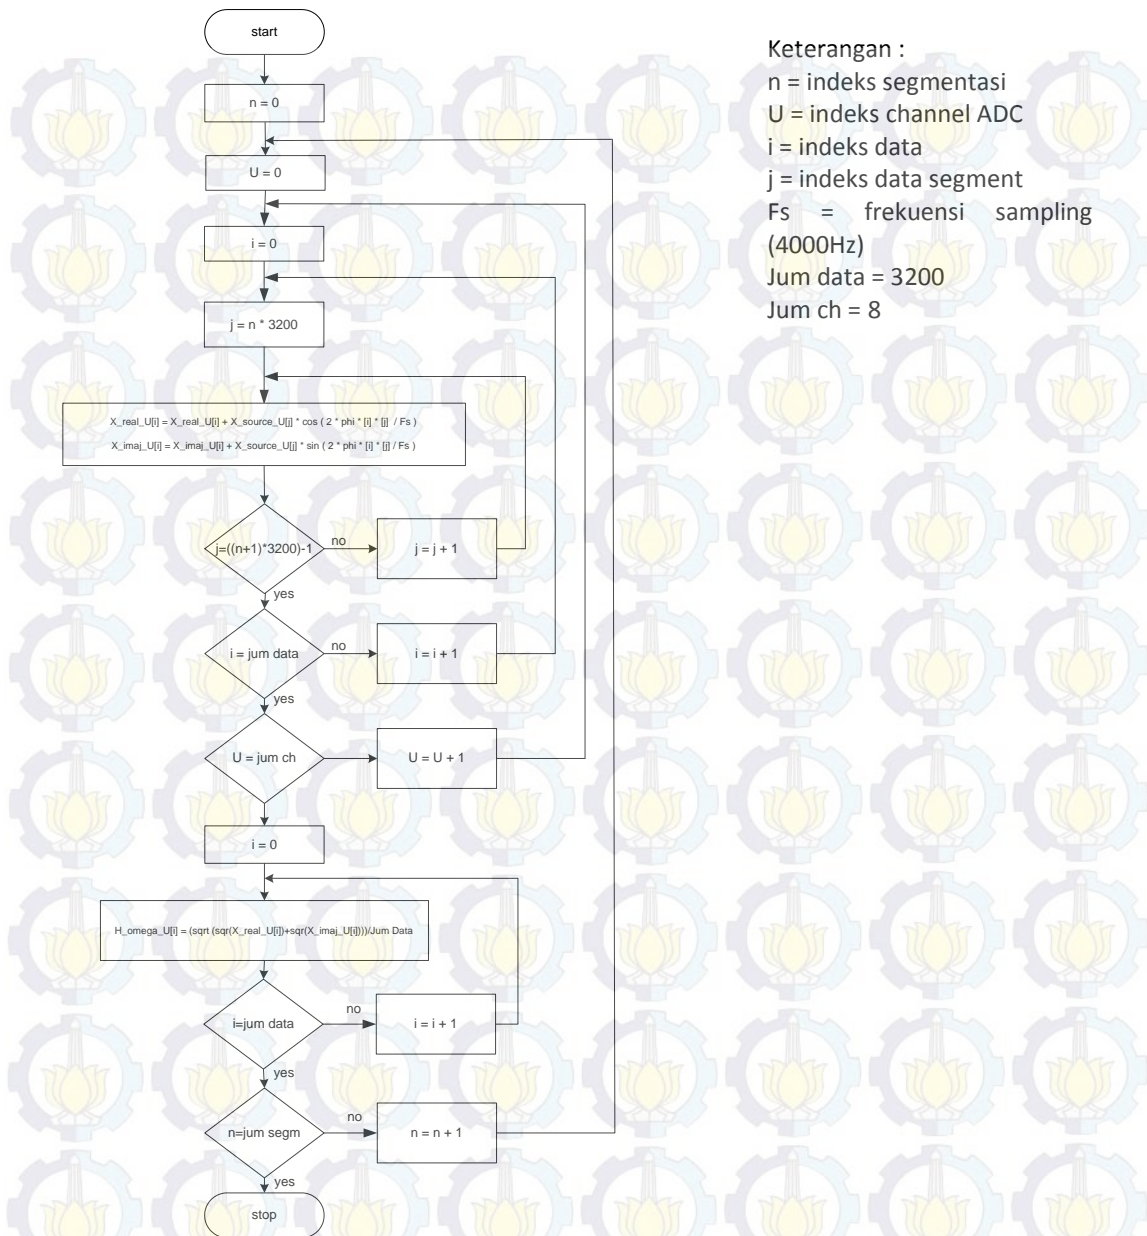 start
n = 0
U = 0
i = 0
j = n * 3200
X_real_U[i] = X_real_U[i] + X_source_U[j] * cos ( 2 * phi * [i] * [j] / Fs )
X_imaj_U[i] = X_imaj_U[i] + X_source_U[j] * sin ( 2 * phi * [i] * [j] / Fs )
j=((n+1)*3200)-1
no
j = j + 1
yes
i = jum data
no
i = i + 1
yes
U = jum ch
U = U + 1
i = 0
H_omega_U[i] = (sqrt (sqr(X_real_U[i])+sqr(X_imaj_U[i])))/Jum Data
i=jum data
no
i = i + 1
yes
n=jum segm
no
n = n + 1
yes
stop
Keterangan :
n = indeks segmentasi
U = indeks channel ADC
i = indeks data
j = indeks data segment
Fs = frekuensi sampling
(4000Hz)
Jum data = 3200
Jum ch = 8